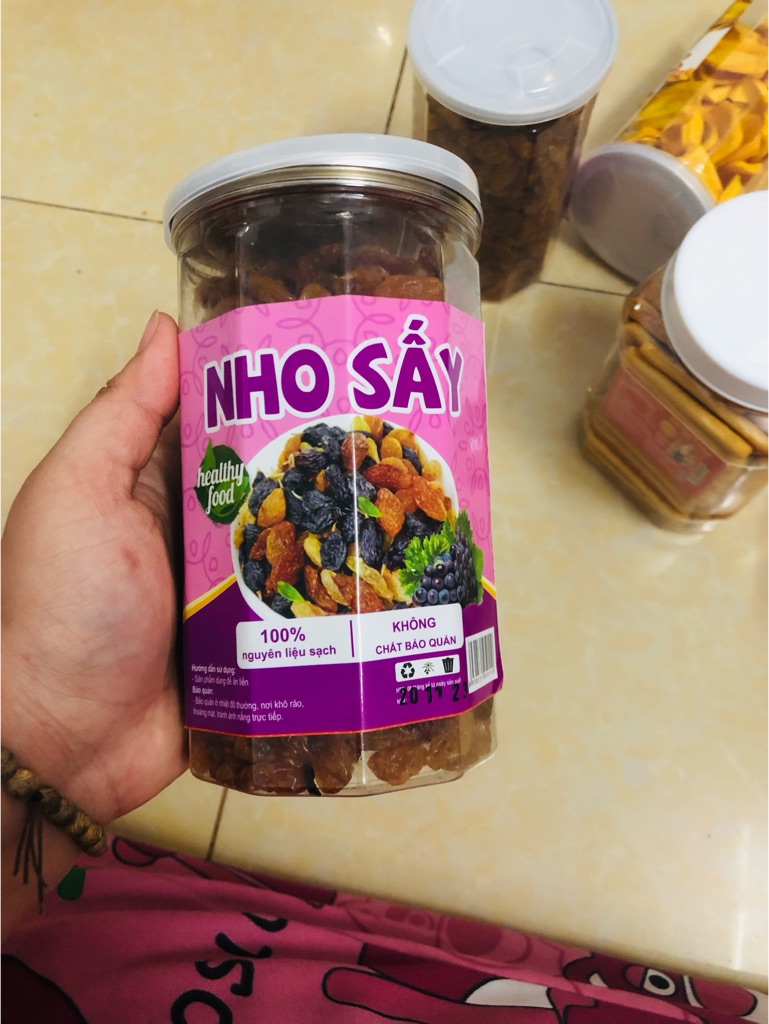 NHO SẤY
healthy
food
100%
nguyên liệu sạch
KHÔNG
CHẤT BẢO QUẢN
Hướng dẫn sử dụng:
- Sản phẩm dùng để ăn liền
Bảo quản:
- Bảo quản ở nhiệt độ thường, nơi khô ráo,
thoáng mát, tránh ánh nắng trực tiếp.